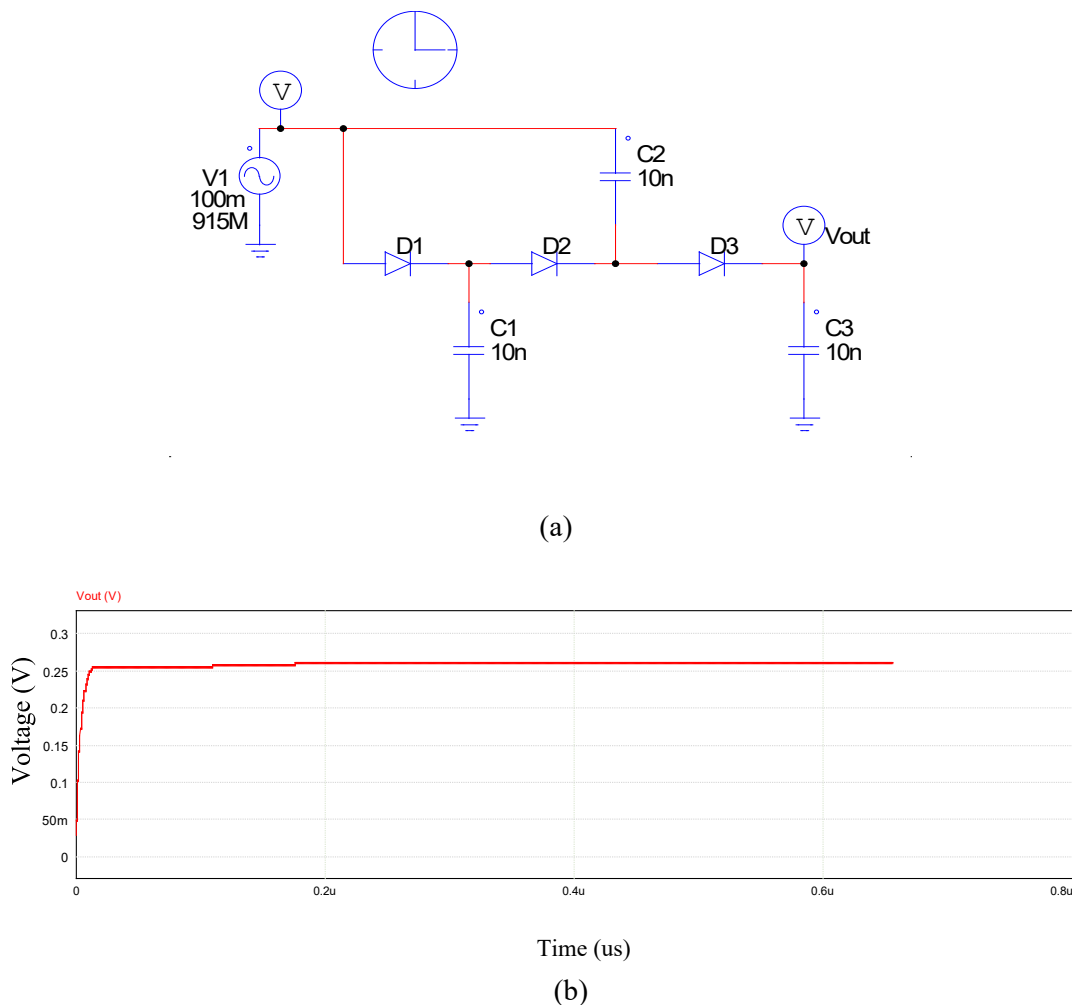 V
V1
100m
915M
C2
10n
V
Vout
D1
D2
D3
C1
10n
C3
10n
(a)
Vout (V)
Voltage (V)
0.3
0.25
0.2
0.15
0.1
50m
0
0
0.2u
0.4u
0.6u
0.8u
Time (us)
(b)